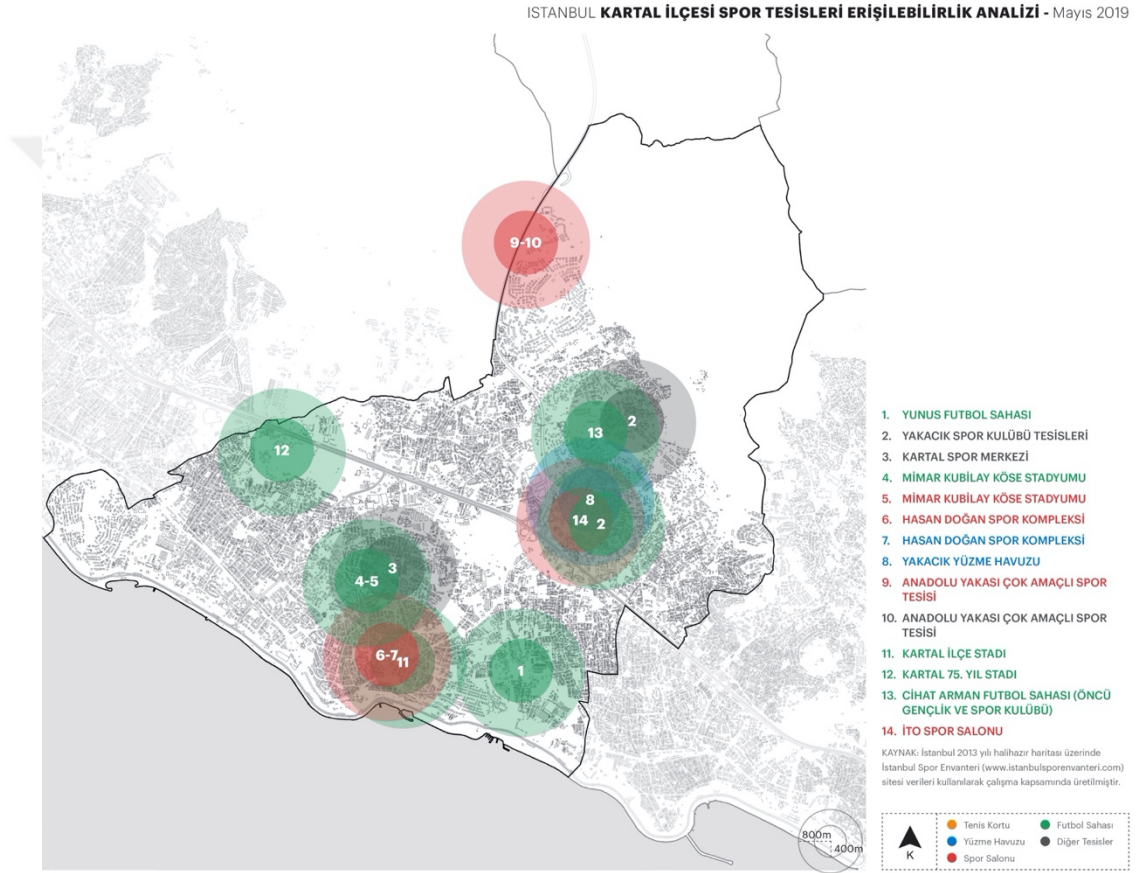 ISTANBUL KARTAL İLÇESİ SPOR TESİSLERİ ERİŞİLEBİLİRLİK ANALİZİ - Mayıs 2019
9-10
2
13
12
8
14
2
3
4-5
6-7
11
1
1. YUNUS FUTBOL SAHASI
2. YAKACIK SPOR KULÜBÜ TESİSLERİ
3. KARTAL SPOR MERKEZİ
4. MİMAR KUBİLAY KÖSE STADYUMU
5. MİMAR KUBİLAY KÖSE STADYUMU
6. HASAN DOĞAN SPOR KOMPLEKSİ
7. HASAN DOĞAN SPOR KOMPLEKSİ
8. YAKACIK YÜZME HAVUZU
9. ANADOLU YAKASI ÇOK AMAÇLI SPOR
TESİSİ
10. ANADOLU YAKASI ÇOK AMAÇLI SPOR
TESİSİ
11. KARTAL İLÇE STADI
12. KARTAL 75. YIL STADI
13. CİHAT ARMAN FUTBOL SAHASI (ÖNCÜ
GENÇLİK VE SPOR KULÜBÜ)
14. İTO SPOR SALONU
KAYNAK: İstanbul 2013 yılı halihazır haritası üzerinde
İstanbul Spor Envanteri (www.istanbulsporenvanteri.com)
sitesi verileri kullanılarak çalışma kapsamında üretilmiştir.
800m
400m
K
Tenis Kortu
Yüzme Havuzu
Spor Salonu
Futbol Sahası
Diğer Tesisler